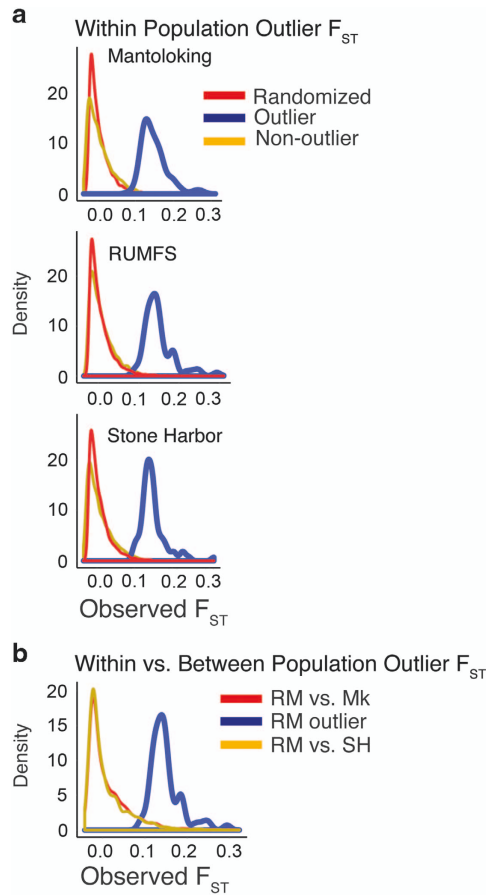 a
Within Population Outlier FST
Mantoloking
Randomized
Outlier
Non-outlier
20
10
0
0.0 0.1 0.2 0.3
RUMFS
Density
20
10
0
0.0 0.1 0.2 0.3
Stone Harbor
20
10
0
0.0 0.1 0.2 0.3
Observed FST
b
Within vs. Between Population Outlier FST
RM vs. Mk
RM outlier
RM vs. SH
Density
20
15
10
5
0
0.0 0.1 0.2 0.3
Observed FST